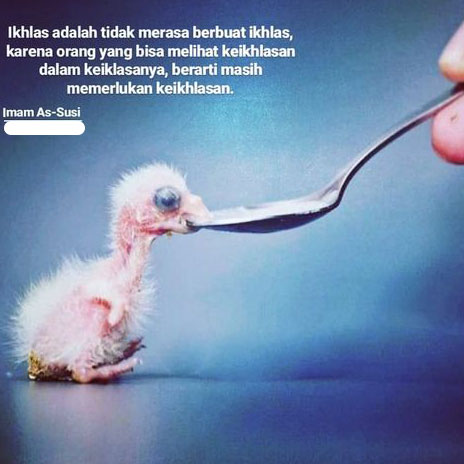 Ikhlas adalah tidak merasa berbuat ikhlas,
karena orang yang bisa melihat keikhlasan
dalam keiklasanya, berarti masih
memerlukan keikhlasan.
Imam As-Susi